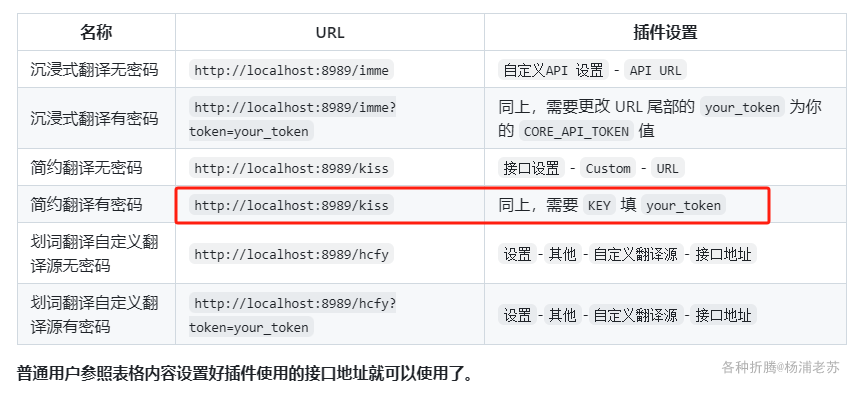 名称 URL 插件设置
沉浸式翻译无密码 http://localhost:8989/imme 自定义API 设置 - API URL
沉浸式翻译有密码 http://localhost:8989/imme?
token=your_token 同上，需要更改 URL 尾部的 your_token 为你
的 CORE_API_TOKEN 值
简约翻译无密码 http://localhost:8989/kiss 接口设置 - Custom - URL
简约翻译有密码 http://localhost:8989/kiss 同上，需要 KEY 填 your_token
划词翻译自定义翻
译源无密码 http://localhost:8989/hcfy 设置 - 其他 - 自定义翻译源 - 接口地址
划词翻译自定义翻
译源有密码 http://localhost:8989/hcfy?
token=your_token 设置 - 其他 - 自定义翻译源 - 接口地址
普通用户参照表格内容设置好插件使用的接口地址就可以使用了。
各种折腾@杨浦老苏